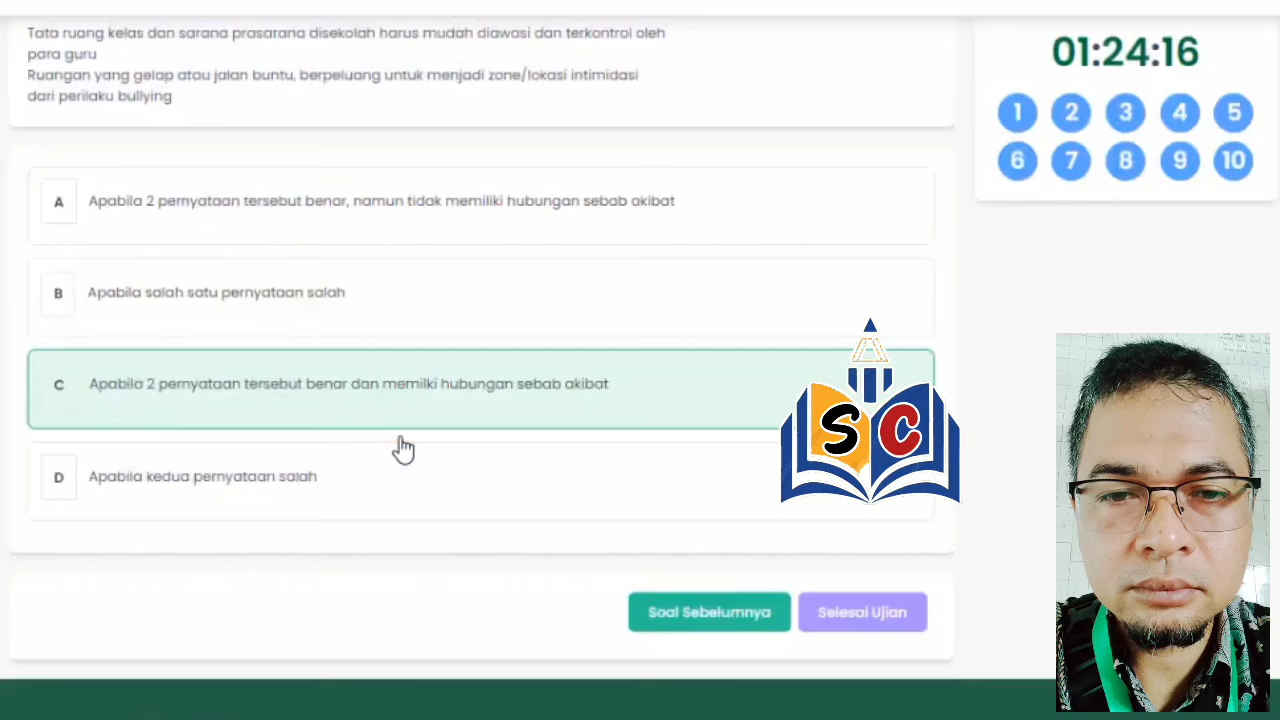 Tata ruang kelas dan sarana prasarana disekolah harus mudah diawasi dan terkontrol oleh
para guru
Ruangan yang gelap atau jalan buntu, berpeluang untuk menjadi zone/lokasi intimidasi
dari perilaku bullying
A Apabila 2 pernyataan tersebut benar, namun tidak memiliki hubungan sebab akibat
B Apabila salah satu pernyataan salah
C Apabila 2 pernyataan tersebut benar dan memilki hubungan sebab akibat
D Apabila kedua pernyataan salah
Soal Sebelumnya Selesai Ujian
01:24:16
1 2 3 4 5
6 7 8 9 10
S C